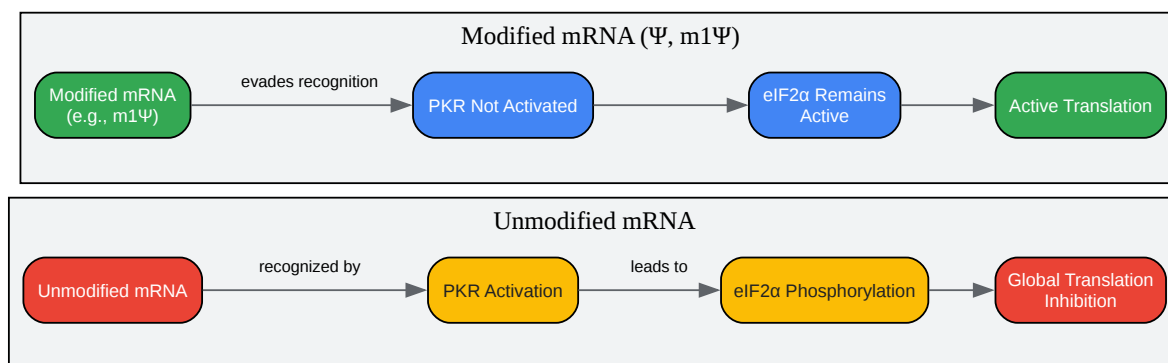 Modified mRNA (Ψ, m1Ψ)
evades recognition
Modified mRNA
(e.g., m1Ψ)
PKR Not Activated
eIF2α Remains
Active
Active Translation
Unmodified mRNA
recognized by
leads to
Unmodified mRNA
PKR Activation
eIF2α Phosphorylation
Global Translation
Inhibition